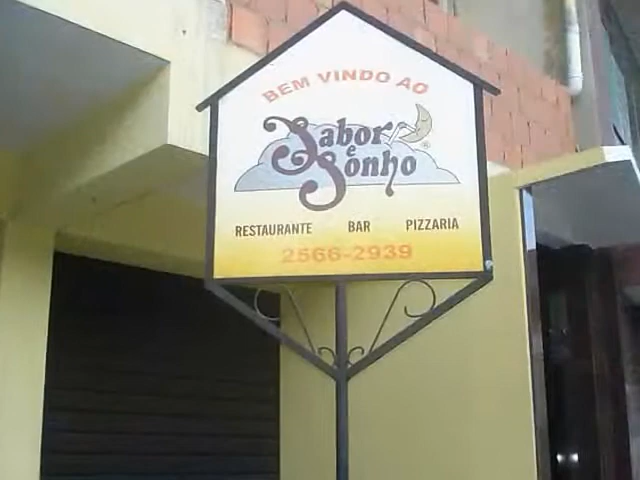 BEM VINDO AO
Sabor
e
Sonho
RESTAURANTE BAR PIZZARIA
2566-2939